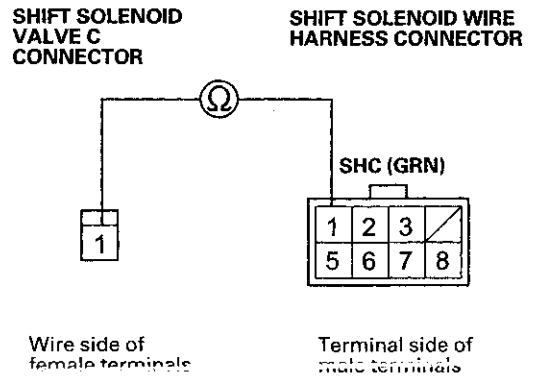 SHIFT SOLENOID
VALVE C
CONNECTOR
SHIFT SOLENOID WIRE
HARNESS CONNECTOR
Ω
SHC (GRN)
1
1 2 3
5 6 7 8
Wire side of
female terminals
Terminal side of
male terminals